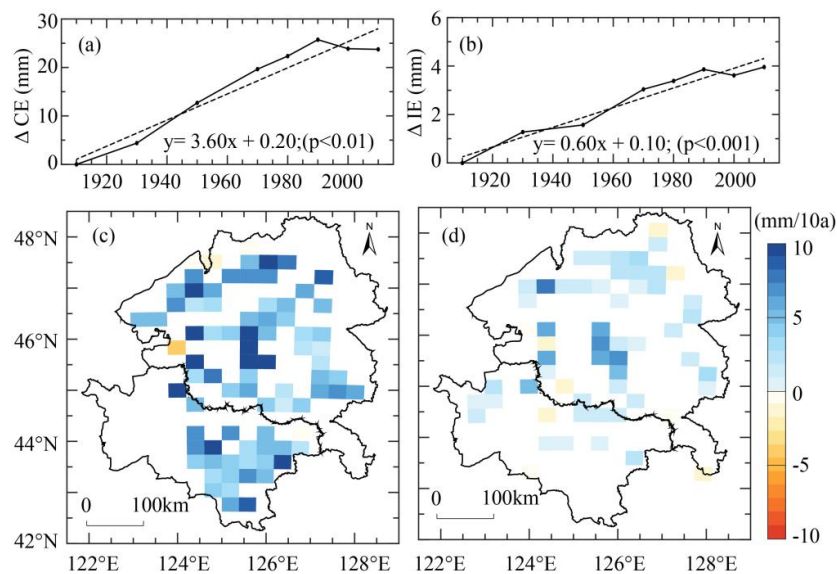 (a)
Δ CE (mm)
30
20
10
0
y= 3.60x + 0.20;(p<0.01)
1920 1940 1960 1980 2000
(b)
Δ IE (mm)
6
4
2
0
y= 0.60x + 0.10; (p<0.001)
1920 1940 1960 1980 2000
(c)
N
48°N
46°N
44°N
42°N
0 100km
122°E 124°E 126°E 128°E
(d)
N
0 100km
122°E 124°E 126°E 128°E
(mm/10a)
10
5
0
-5
-10